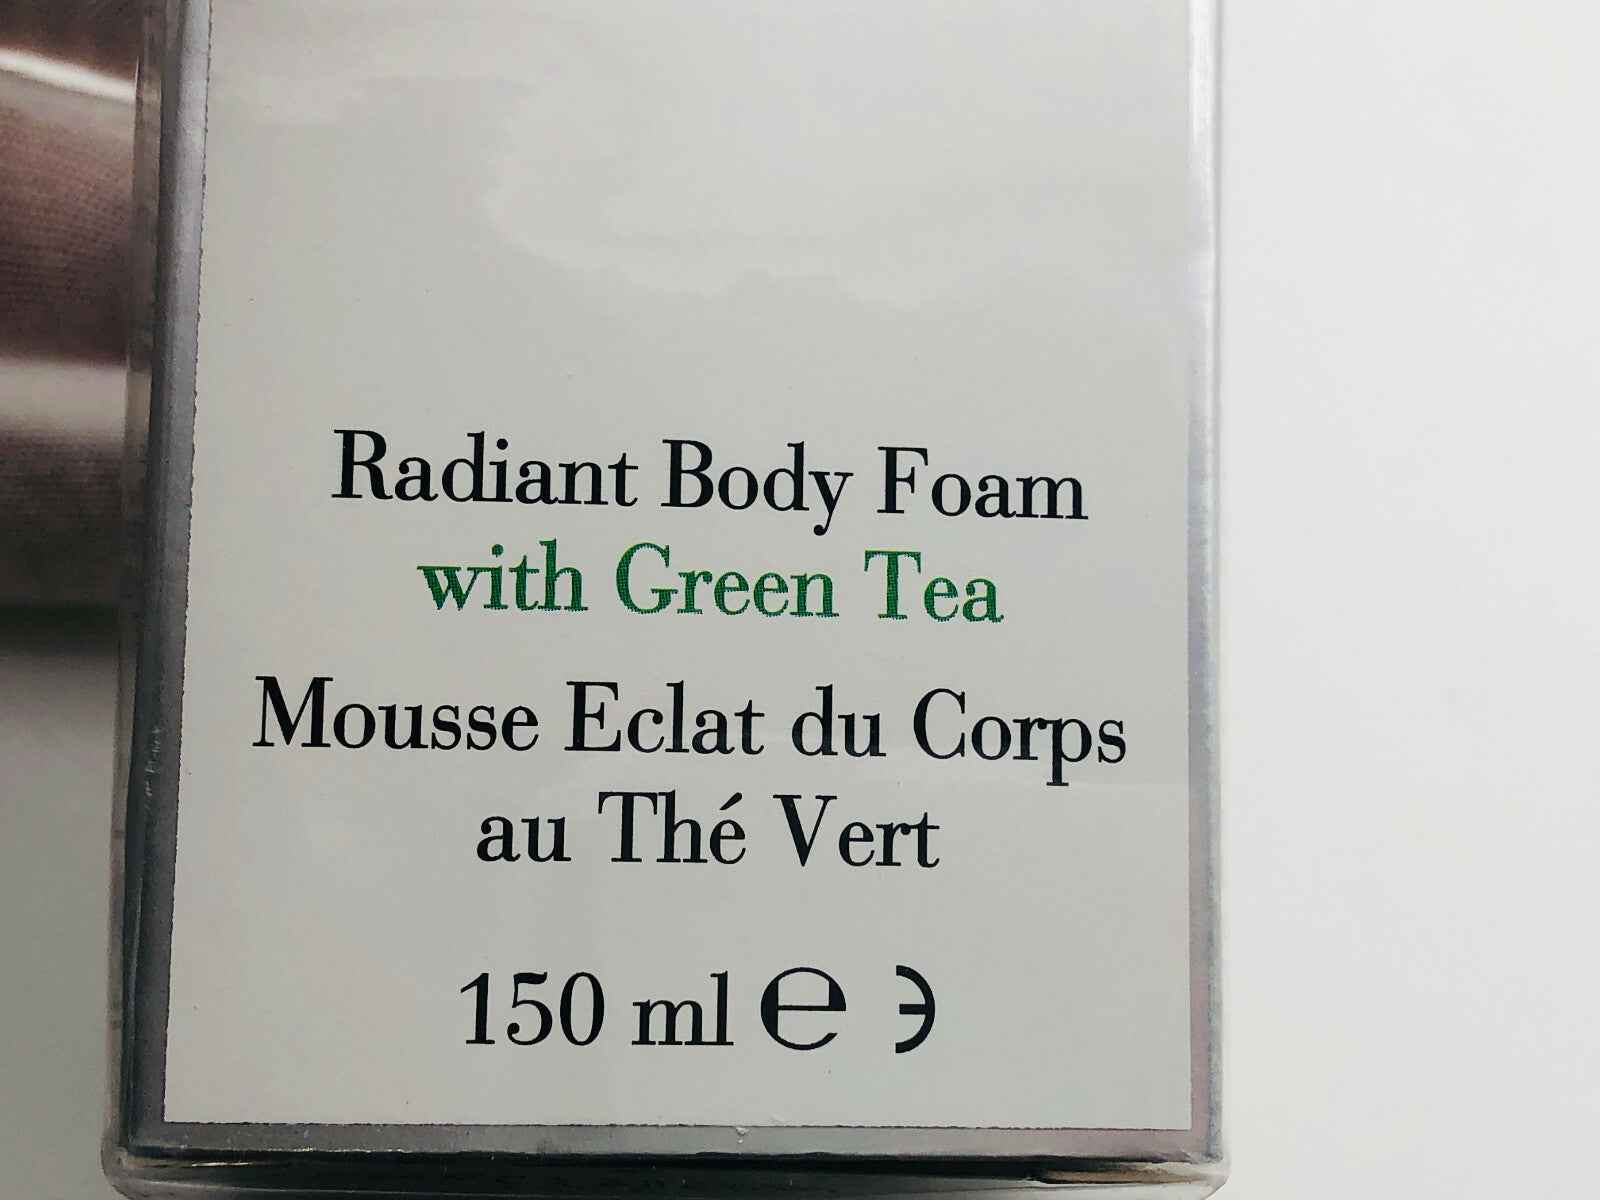 Radiant Body Foam
with Green Tea
Mousse Eclat du Corps
au Thé Vert
150 ml ℮ Э